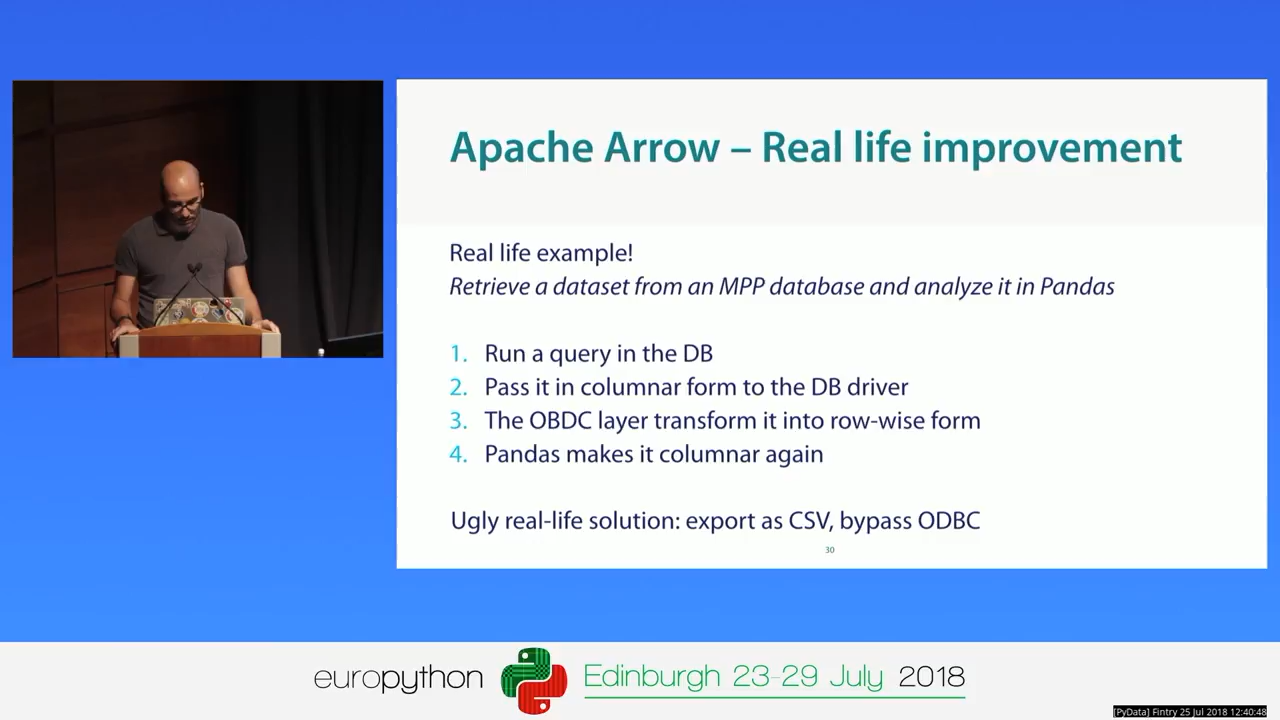 Apache Arrow – Real life improvement
Real life example!
Retrieve a dataset from an MPP database and analyze it in Pandas
1. Run a query in the DB
2. Pass it in columnar form to the DB driver
3. The OBDC layer transform it into row-wise form
4. Pandas makes it columnar again
Ugly real-life solution: export as CSV, bypass ODBC
30
europython Edinburgh 23-29 July 2018
[PyData] Fintry 25 Jul 2018 12:40:48